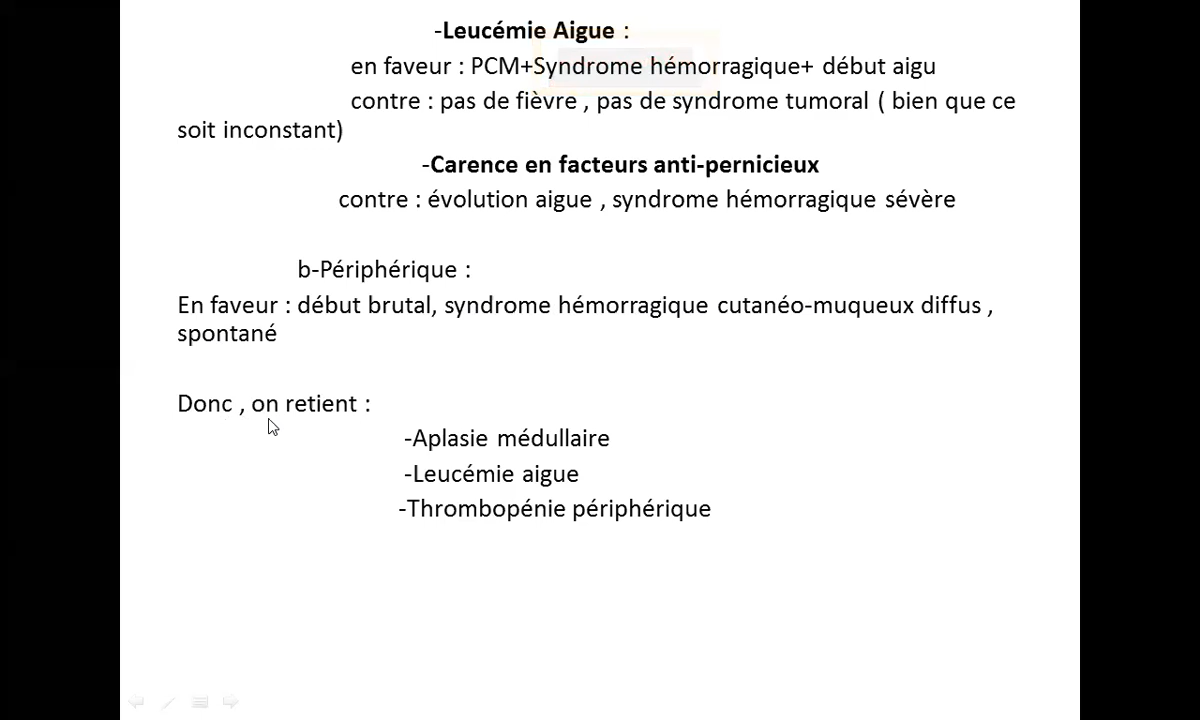 -Leucémie Aigue :
en faveur : PCM+Syndrome hémorragique+ début aigu
contre : pas de fièvre , pas de syndrome tumoral ( bien que ce
soit inconstant)
-Carence en facteurs anti-pernicieux
contre : évolution aigue , syndrome hémorragique sévère
b-Périphérique :
En faveur : début brutal, syndrome hémorragique cutanéo-muqueux diffus ,
spontané
Donc , on retient :
-Aplasie médullaire
-Leucémie aigue
-Thrombopénie périphérique